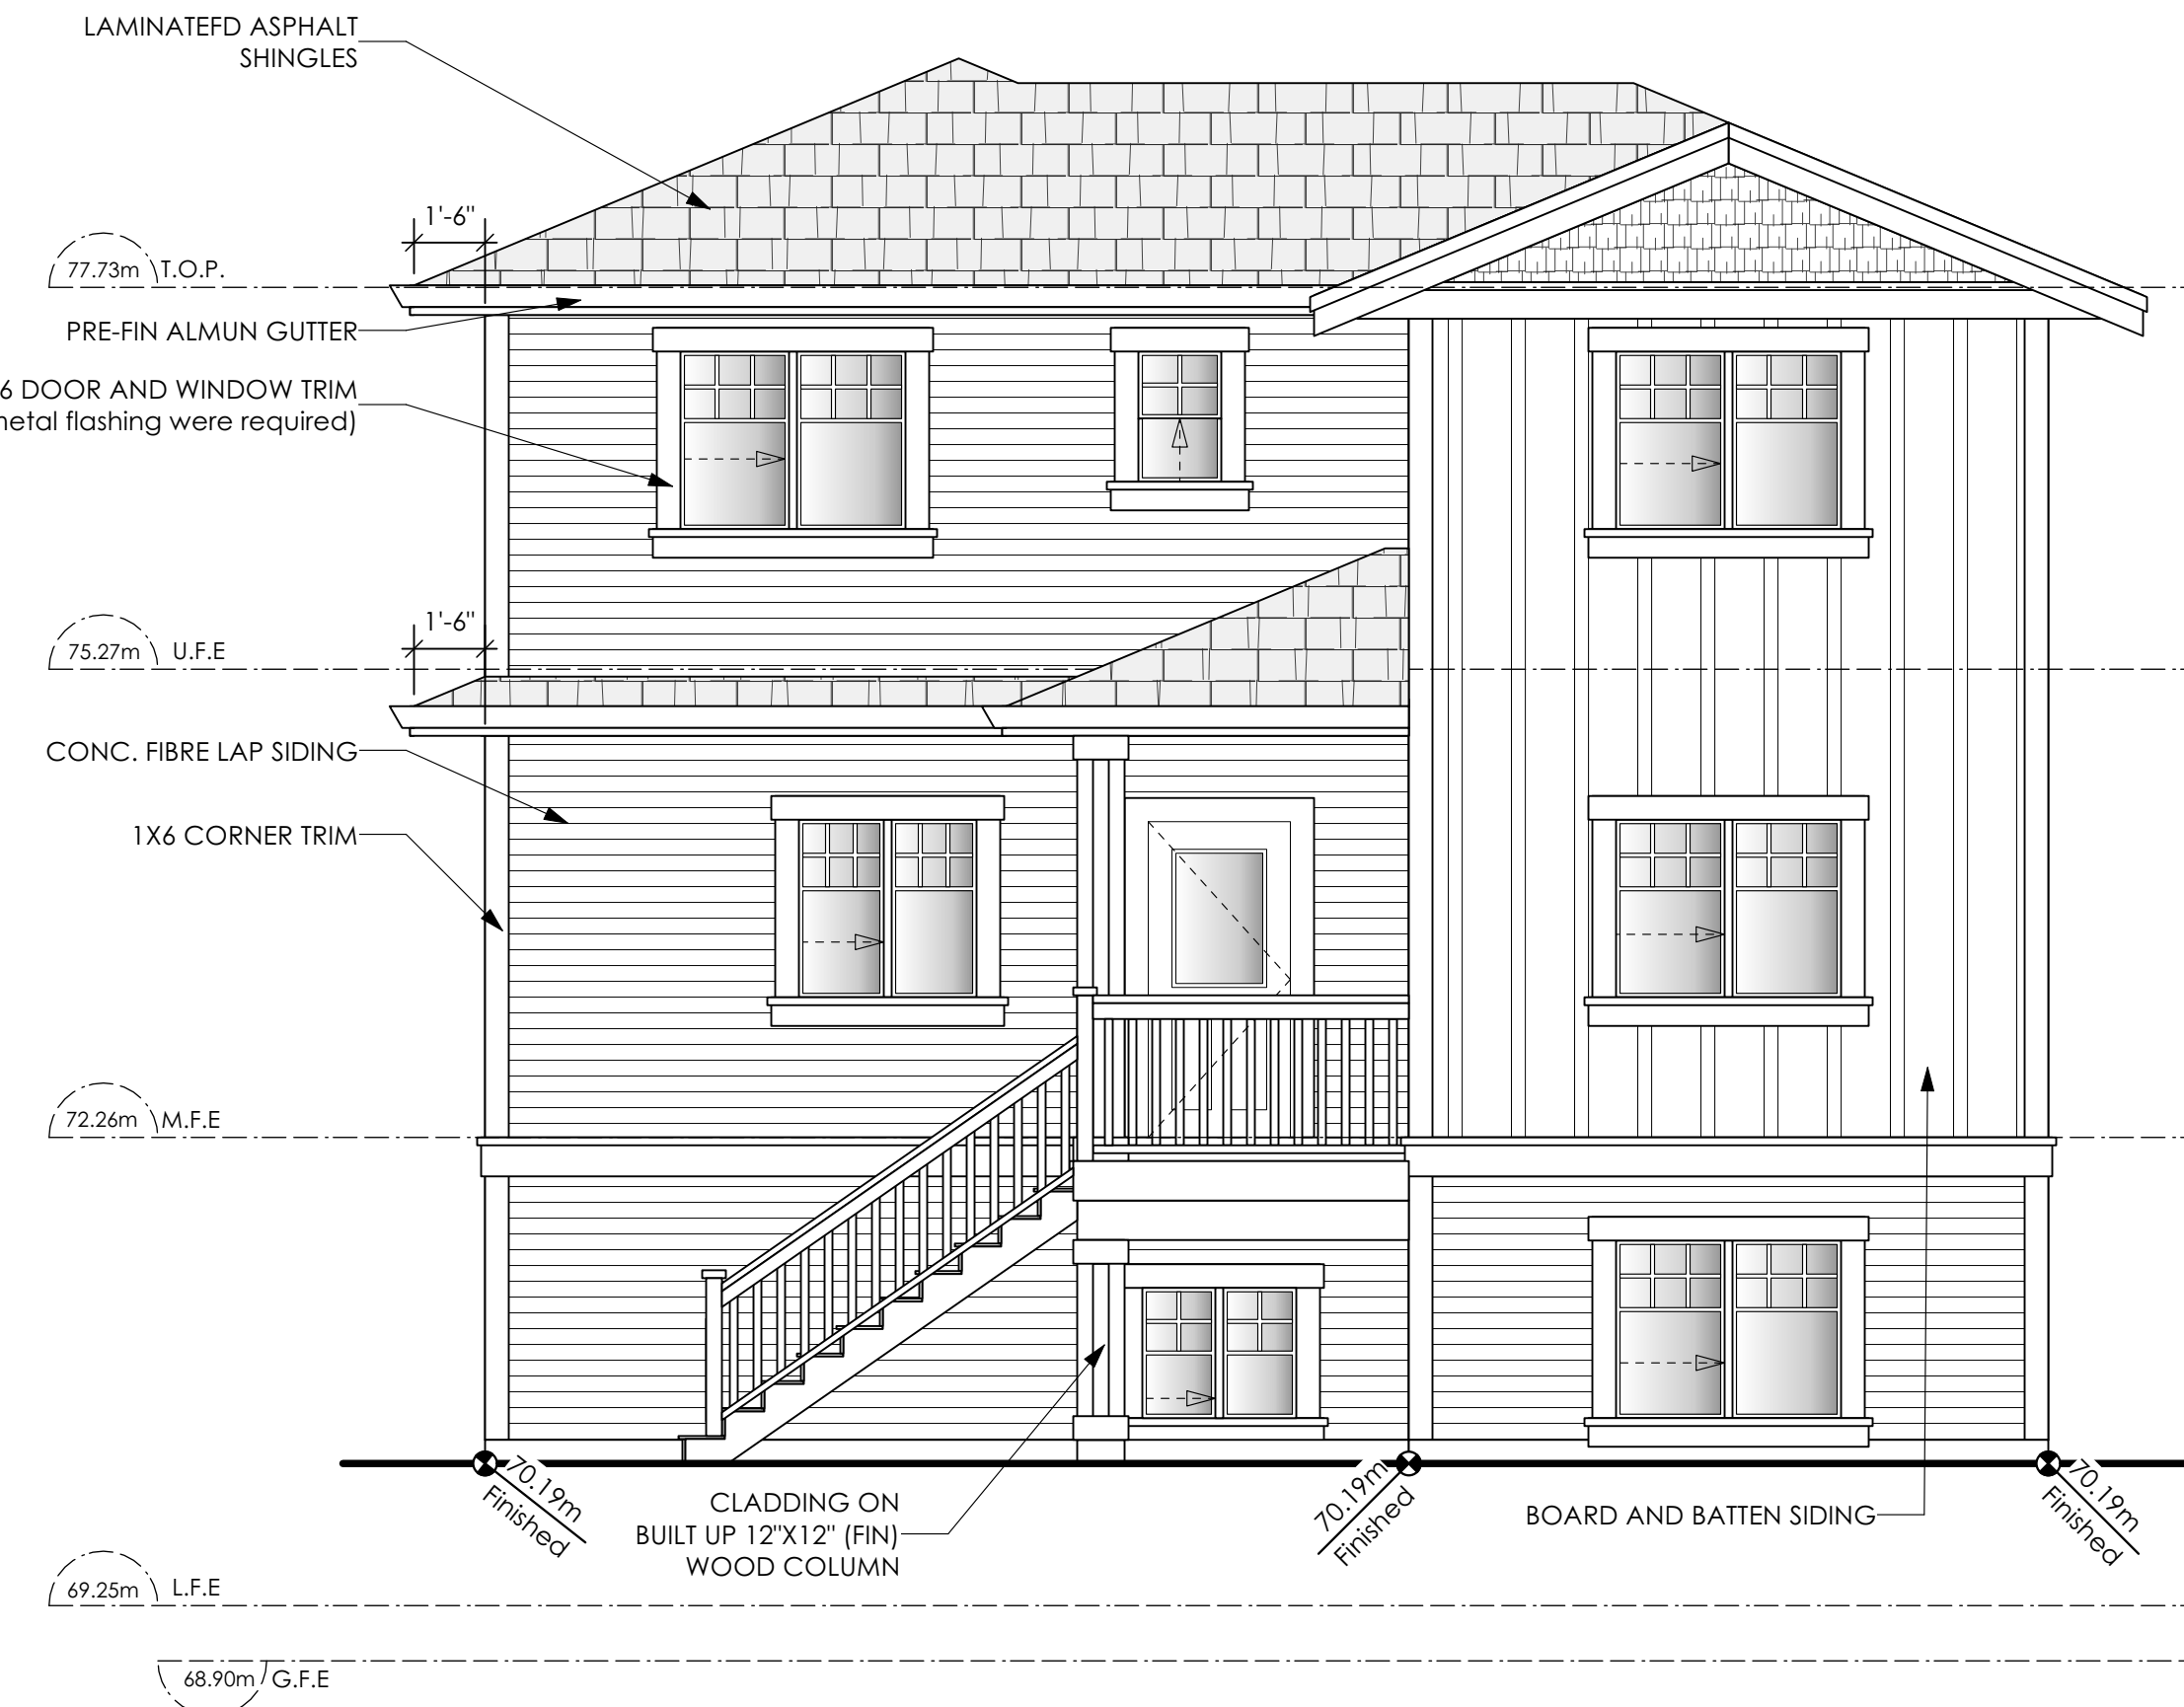 LAMINATEFD ASPHALT
SHINGLES
1'-6"
77.73m T.O.P.
PRE-FIN ALMUN GUTTER
6 DOOR AND WINDOW TRIM
metal flashing were required)
1'-6"
75.27m U.F.E
CONC. FIBRE LAP SIDING
1X6 CORNER TRIM
72.26m M.F.E
70.19m
Finished
CLADDING ON
BUILT UP 12"X12" (FIN)
WOOD COLUMN
70.19m
Finished
BOARD AND BATTEN SIDING
70.19m
Finished
69.25m L.F.E
68.90m G.F.E